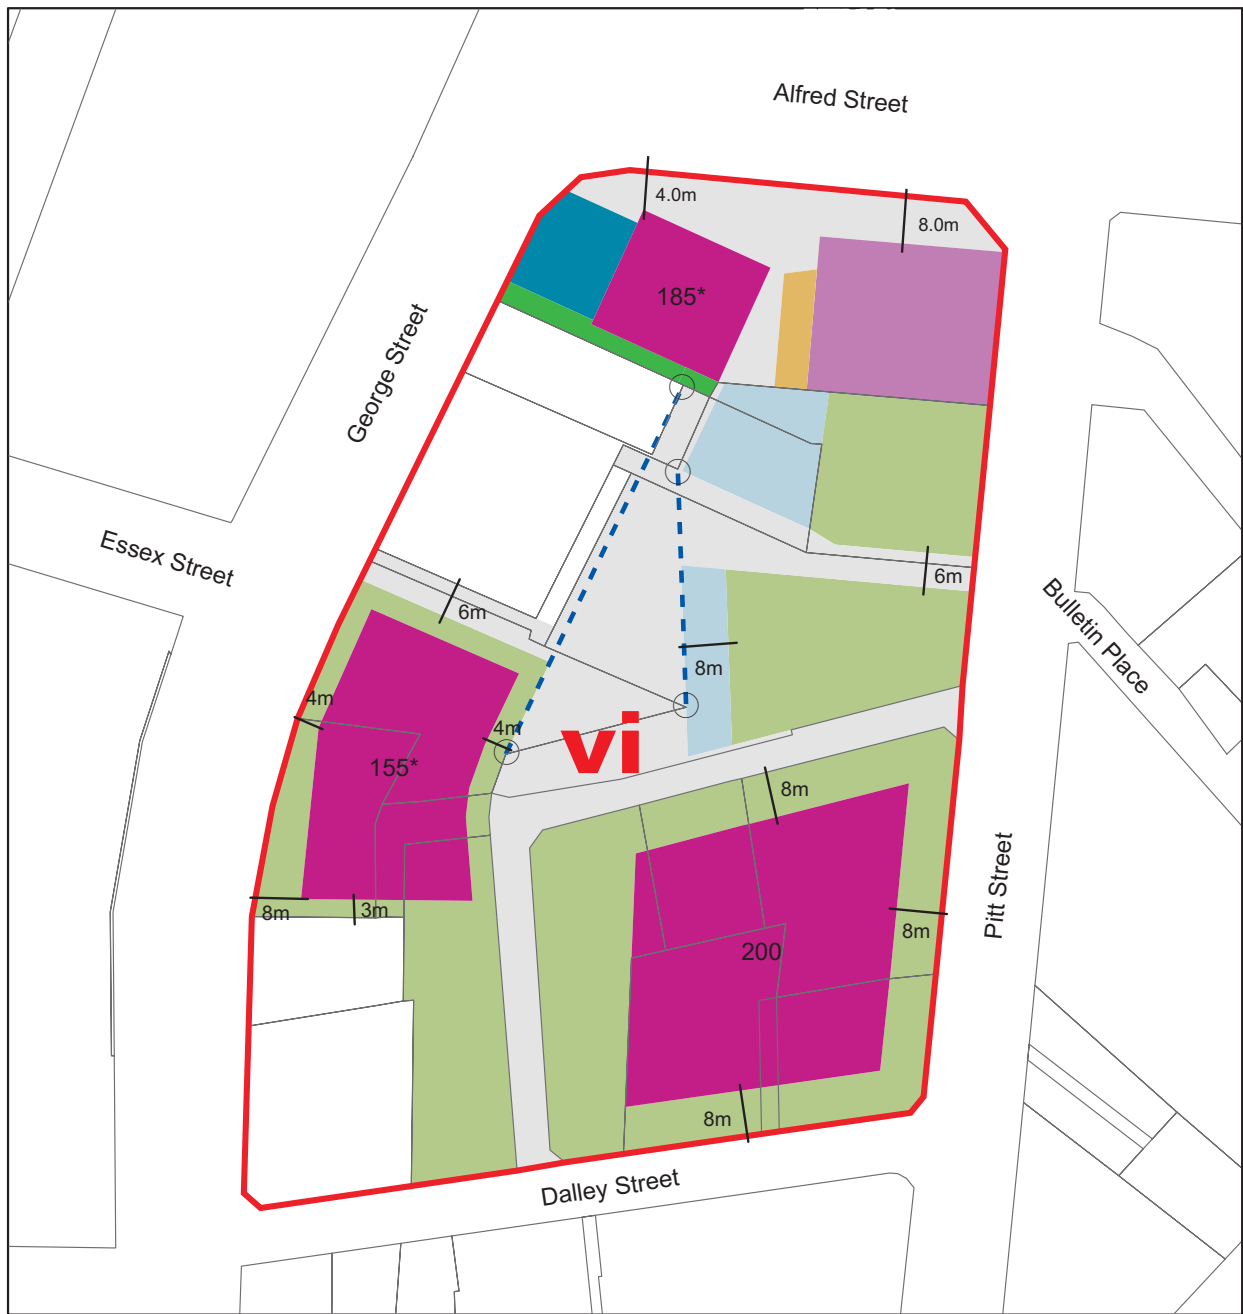 Alfred Street
4.0m
8.0m
185*
George Street
Essex Street
6m
6m
Bulletin Place
8m
4m
4m
vi
155*
8m
Pitt Street
8m
3m
8m
200
8m
Dalley Street